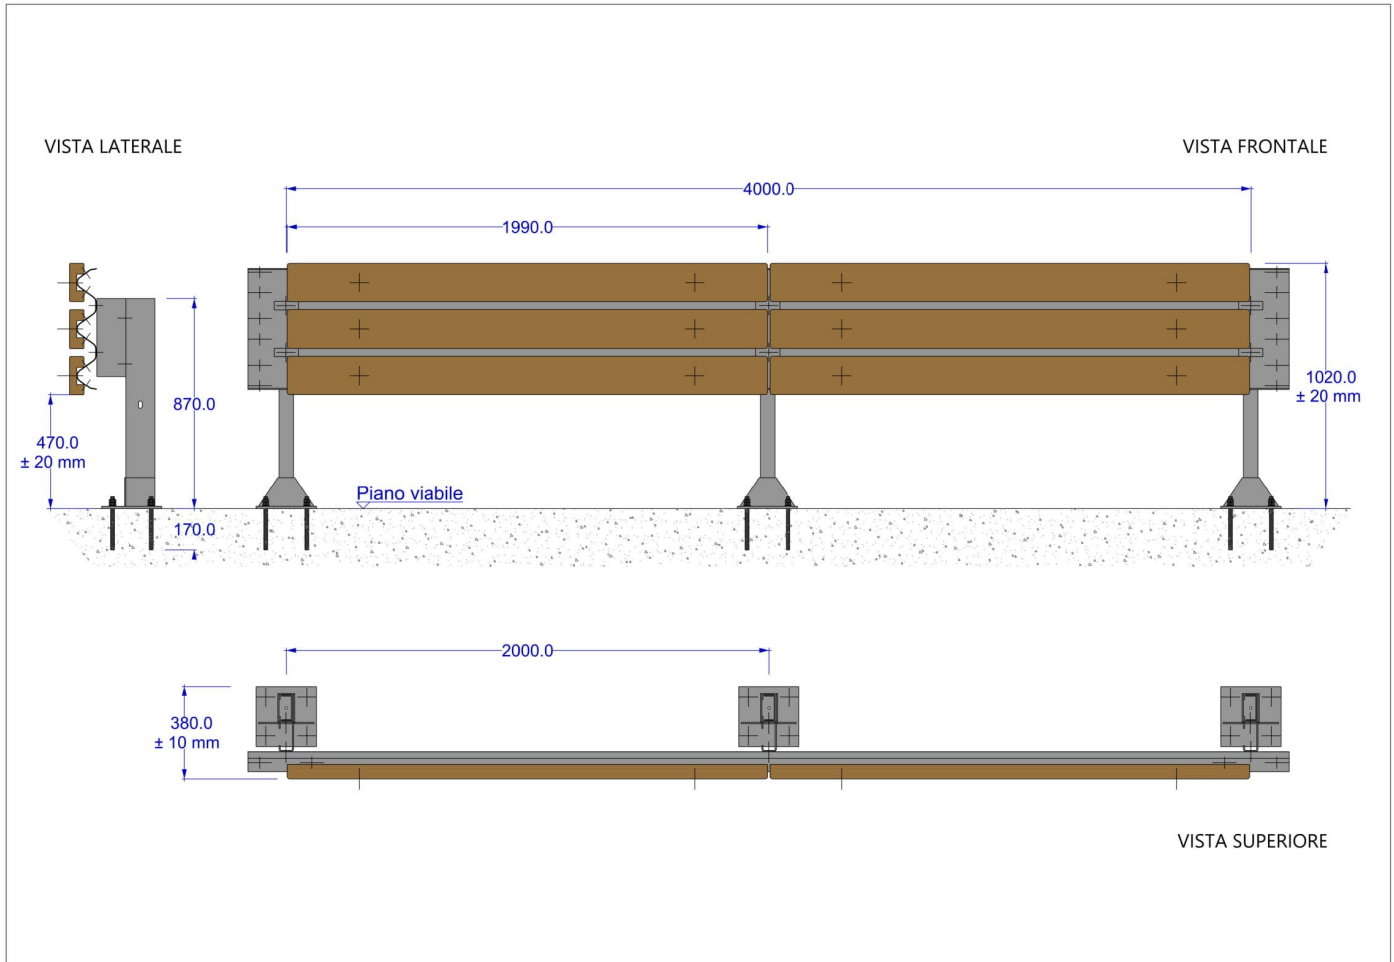 VISTA LATERALE
VISTA FRONTALE
4000.0
1990.0
1020.0
± 20 mm
870.0
470.0
± 20 mm
Piano viabile
170.0
2000.0
380.0
± 10 mm
VISTA SUPERIORE